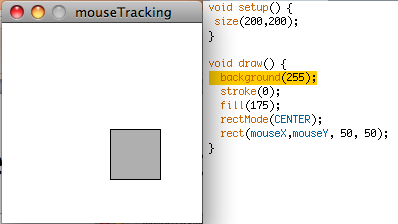 mouseTracking
void setup() {
 size(200,200);
}

void draw() {
  background(255);
  stroke(0);
  fill(175);
  rectMode(CENTER);
  rect(mouseX,mouseY, 50, 50);
}